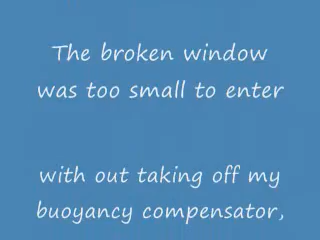 The broken window
was too small to enter
with out taking off my
buoyancy compensator,